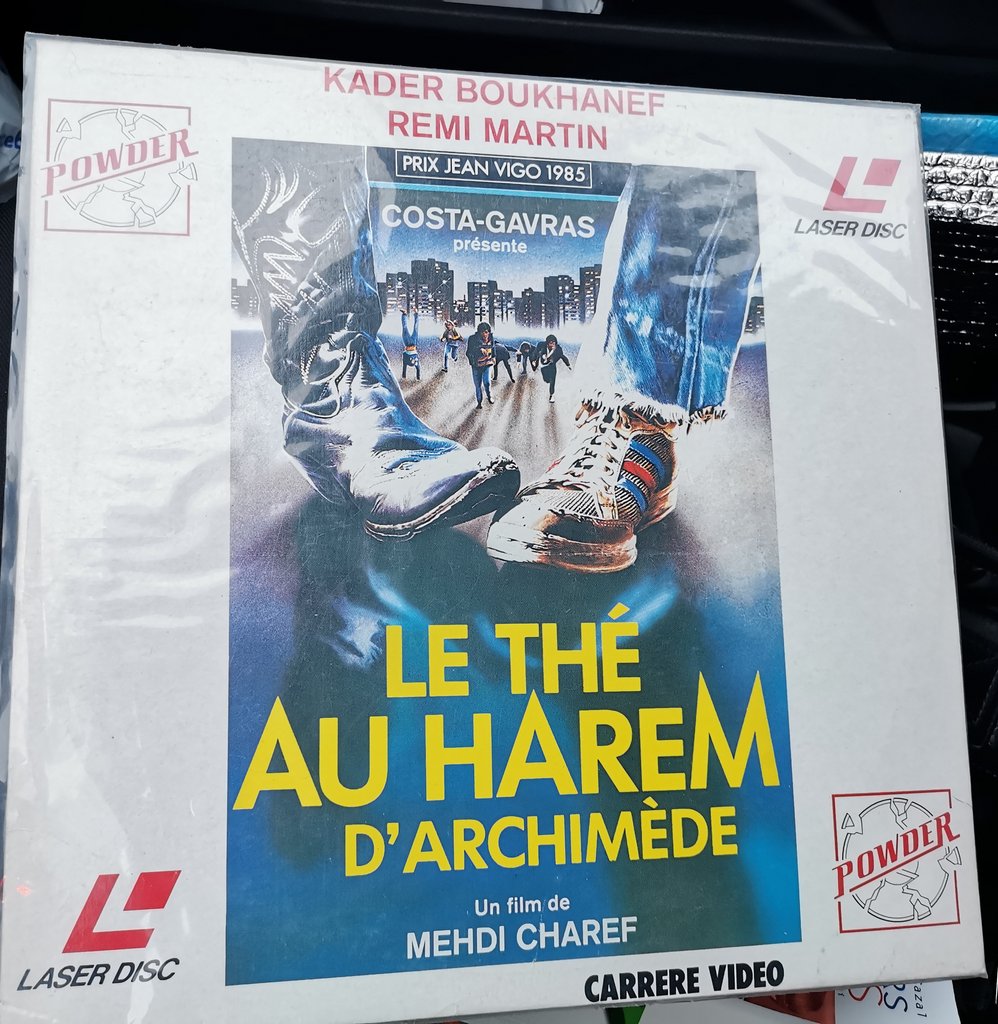 KADER BOUKHANEF
REMI MARTIN
POWDER
PRIX JEAN VIGO 1985
LASER DISC
COSTA-GAVRAS
présente
LE THÉ
AU HAREM
D'ARCHIMÈDE
POWDER
Un film de
MEHDI CHAREF
LASER DISC
CARRERE VIDEO